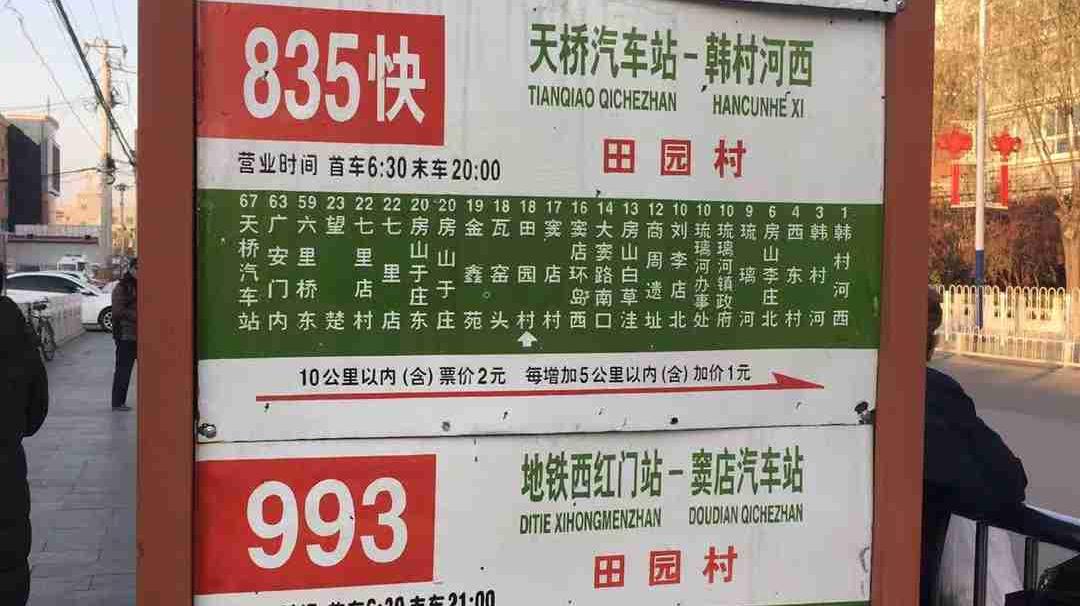 835快
天桥汽车站－韩村河西
TIANQIAO QICHEZHAN HANCUNHE XI
田园村
营业时间 首车6:30 末车20:00
67 63 59 23 22 22 20 20 19 18 18 17 16 14 13 12 10 10 10 9 6 4 3 1
天桥汽车站
广安门内
六里桥东
望楚
七里店村
七里店
房山于庄东
房山于庄
金鑫苑
瓦窑头
田园村
窦店村
窦店环岛西
大窦路南口
房山白草洼
商周遗址
刘李店北
琉璃河办事处
琉璃河镇政府
琉璃河
房山李庄北
西东村
韩村河
韩村河西
10公里以内(含)票价2元 每增加5公里以内(含)加价1元
993
地铁西红门站－窦店汽车站
DITIE XIHONGMENZHAN DOUDIAN QICHEZHAN
田园村
首车6:30 末车21:00